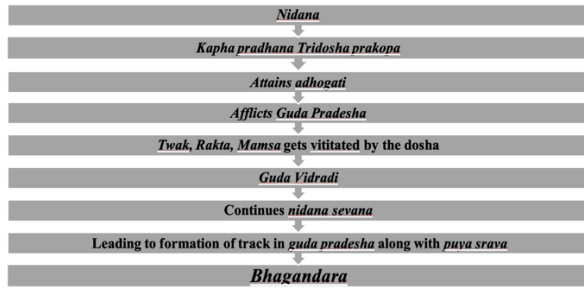 Nidana
Kapha pradhana Tridosha prakopa
Attains adhogati
Afflicts Guda Pradesha
Twak, Rakta, Mamsa gets vititated by the dosha
Guda Vidradi
Continues nidana sevana
Leading to formation of track in guda pradesha along with puya srava
Bhagandara